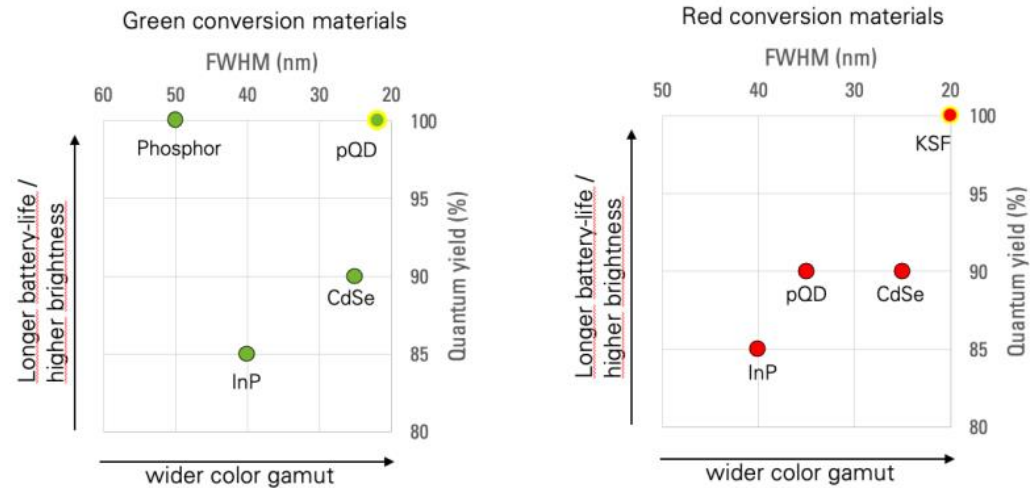 Green conversion materials
FWHM (nm)
60 50 40 30 20
Phosphor
pQD
CdSe
InP
100
95
90
85
80
Quantum yield (%)
Longer battery-life /
higher brightness
wider color gamut
Red conversion materials
FWHM (nm)
50 40 30 20
KSF
pQD
CdSe
InP
100
95
90
85
80
Quantum yield (%)
Longer battery-life /
higher brightness
wider color gamut